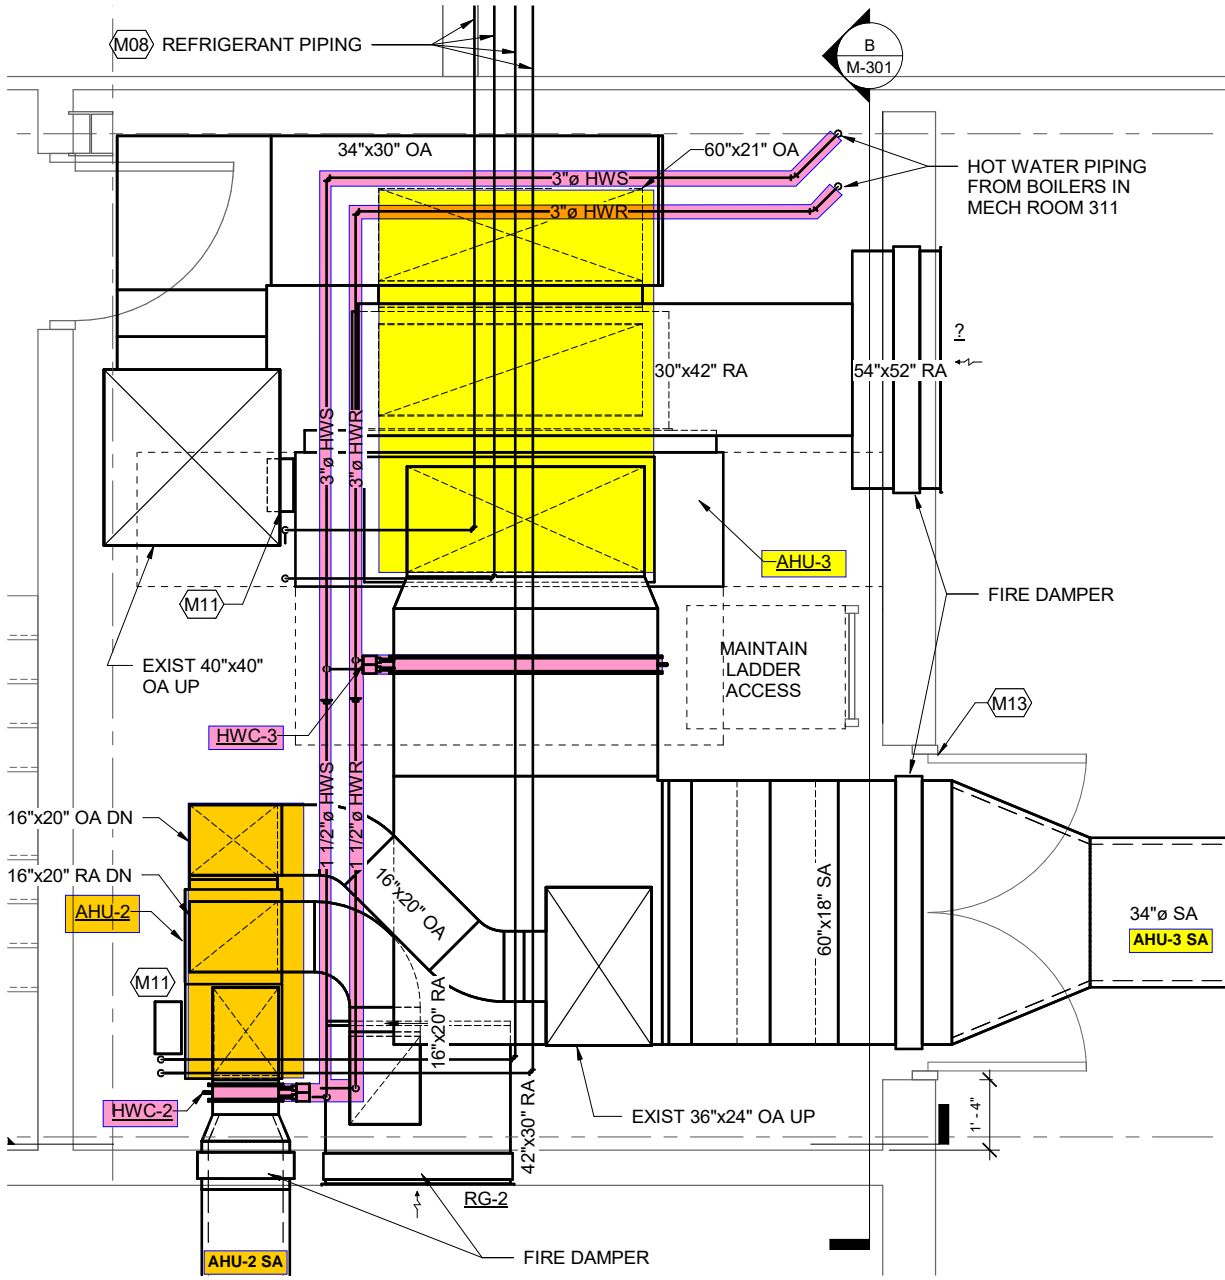 M08 REFRIGERANT PIPING
B
M-301
34"x30" OA
60"x21" OA
HOT WATER PIPING
FROM BOILERS IN
MECH ROOM 311
3"ø HWS
3"ø HWR
?
30"x42" RA
54"x52" RA
3"ø HWS
3"ø HWR
AHU-3
M11
FIRE DAMPER
EXIST 40"x40"
OA UP
MAINTAIN
LADDER
ACCESS
M13
HWC-3
1 1/2"ø HWS
1 1/2"ø HWR
16"x20" OA DN
16"x20" RA DN
16"x20" OA
AHU-2
60"x18" SA
34"ø SA
AHU-3 SA
M11
16"x20" RA
HWC-2
EXIST 36"x24" OA UP
1' - 4"
42"x30" RA
RG-2
AHU-2 SA
FIRE DAMPER